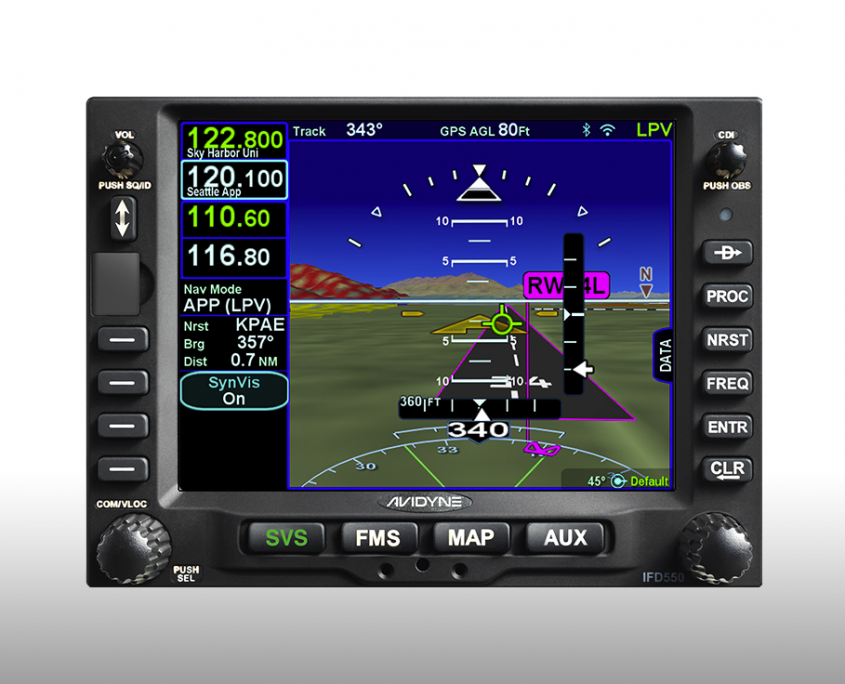 VOL
PUSH SQ/ID
122.800
Sky Harbor Uni
120.100
Seattle App
110.60
116.80
Nav Mode
APP (LPV)
Nrst KPAE
Brg 357°
Dist 0.7 NM
SynVis
On
Track 343° GPS AGL 80Ft LPV
10 10
5 5
N
5 5
10 10
4
360 FT
340
30
33
45° Default
DATA
CDI
PUSH OBS
D
PROC
NRST
FREQ
ENTR
CLR
COM/VLOC
PUSH
SEL
AVIDYNE
SVS FMS MAP AUX
IFD550